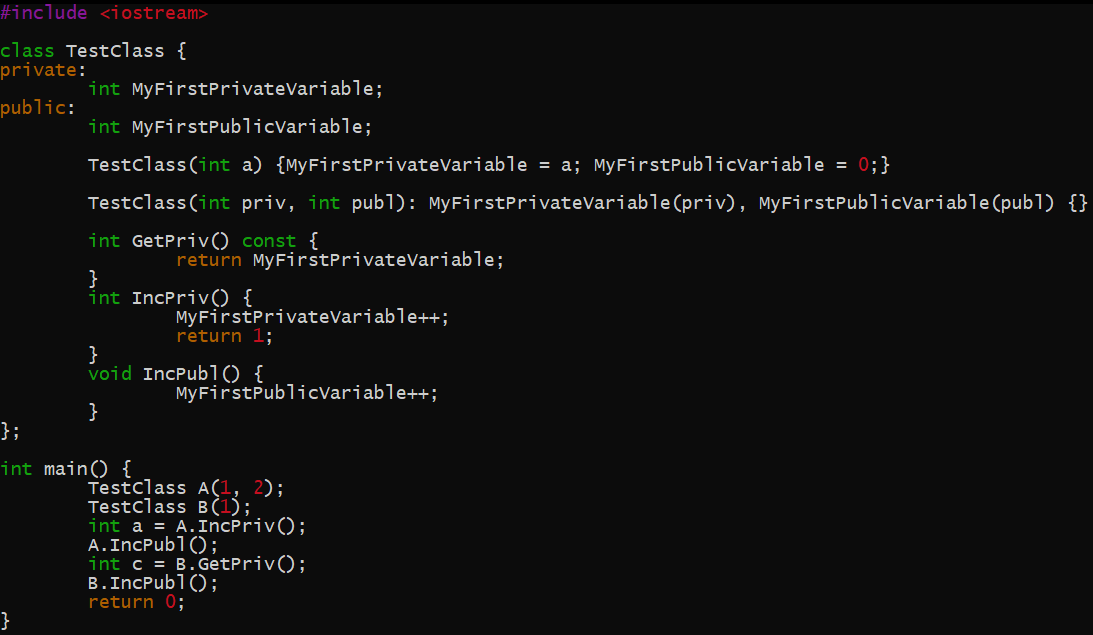 #include <iostream>
class TestClass {
private:
int MyFirstPrivateVariable;
public:
int MyFirstPublicVariable;
TestClass(int a) {MyFirstPrivateVariable = a; MyFirstPublicVariable = 0;}
TestClass(int priv, int publ): MyFirstPrivateVariable(priv), MyFirstPublicVariable(publ) {}
int GetPriv() const {
return MyFirstPrivateVariable;
}
int IncPriv() {
MyFirstPrivateVariable++;
return 1;
}
void IncPubl() {
MyFirstPublicVariable++;
}
};
int main() {
TestClass A(1, 2);
TestClass B(1);
int a = A.IncPriv();
A.IncPubl();
int c = B.GetPriv();
B.IncPubl();
return 0;
}